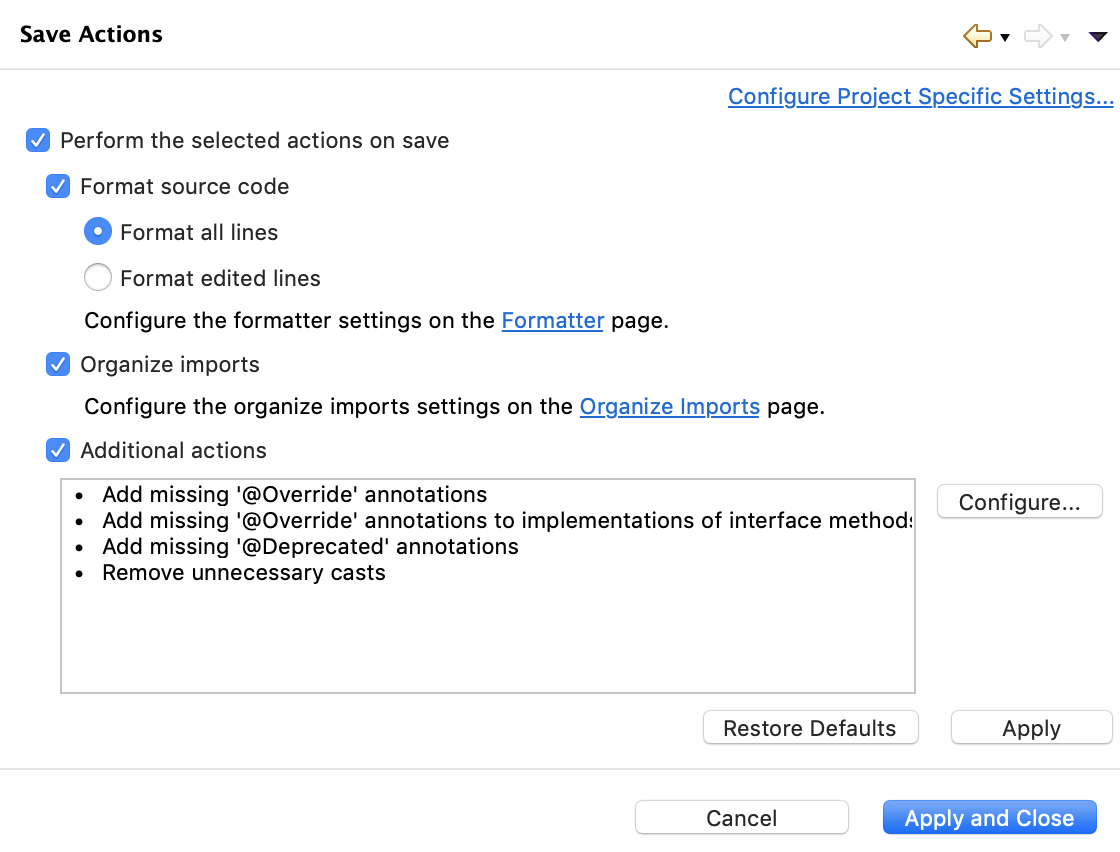 Save Actions
Configure Project Specific Settings...
Perform the selected actions on save
Format source code
Format all lines
Format edited lines
Configure the formatter settings on the Formatter page.
Organize imports
Configure the organize imports settings on the Organize Imports page.
Additional actions
• Add missing '@Override' annotations
• Add missing '@Override' annotations to implementations of interface methods
• Add missing '@Deprecated' annotations
• Remove unnecessary casts
Configure...
Restore Defaults
Apply
Cancel
Apply and Close